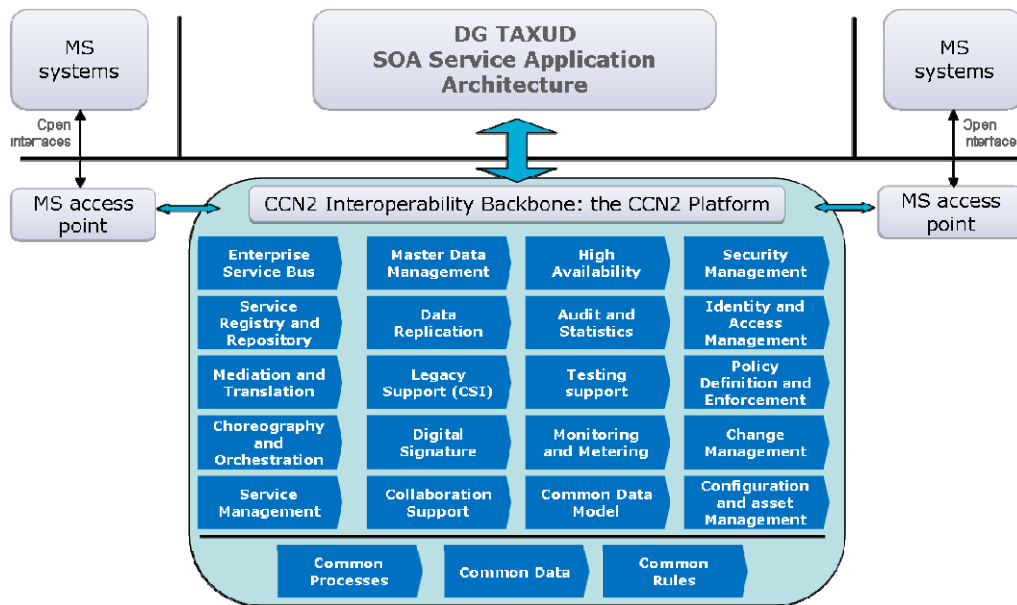 MS
systems
DG TAXUD
SOA Service Application
Architecture
MS
systems
Open
interfaces
Open
nterface
MS access
point
CCN2 Interoperability Backbone: the CCN2 Platform
MS access
point
Enterprise
Service Bus
Master Data
Management
High
Availability
Security
Management
Service
Registry and
Repository
Data
Replication
Audit and
Statistics
Identity and
Access
Management
Mediation and
Translation
Legacy
Support (CSI)
Testing
support
Policy
Definition and
Enforcement
Choreography
and
Orchestration
Digital
Signature
Monitoring
and Metering
Change
Management
Service
Management
Collaboration
Support
Common Data
Model
Configuration
and asset
Management
Common
Processes
Common Data
Common
Rules